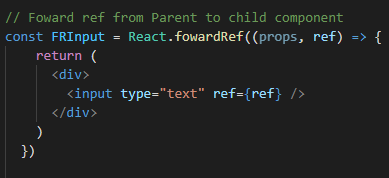 // Foward ref from Parent to child component
const FRInput = React.fowardRef((props, ref) => {
return (
<div>
<input type="text" ref={ref} />
</div>
)
})